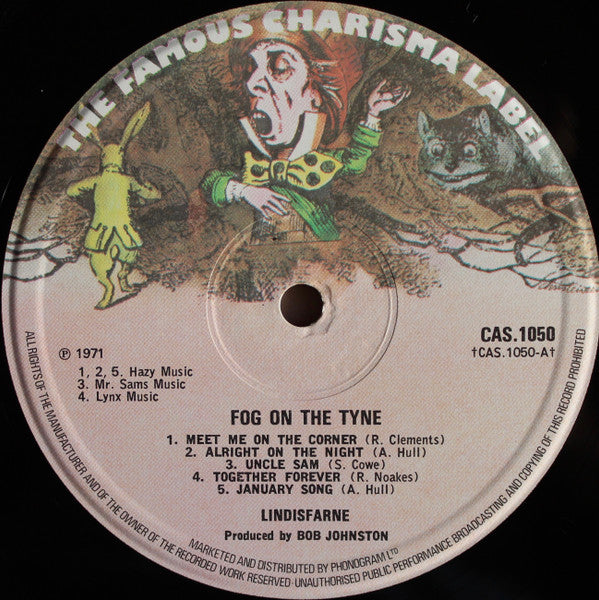 THE FAMOUS CHARISMA LABEL
CAS.1050
†CAS.1050-A†
Ⓟ 1971
1, 2, 5. Hazy Music
3. Mr. Sams Music
4. Lynx Music
FOG ON THE TYNE
1. MEET ME ON THE CORNER (R. Clements)
2. ALRIGHT ON THE NIGHT (A. Hull)
3. UNCLE SAM (S. Cowe)
4. TOGETHER FOREVER (R. Noakes)
5. JANUARY SONG (A. Hull)
LINDISFARNE
Produced by BOB JOHNSTON
MARKETED AND DISTRIBUTED BY PHONOGRAM LTD
ALL RIGHTS OF THE MANUFACTURER AND OF THE OWNER OF THE RECORDED WORK RESERVED·UNAUTHORISED PUBLIC PERFORMANCE BROADCASTING AND COPYING OF THIS RECORD PROHIBITED